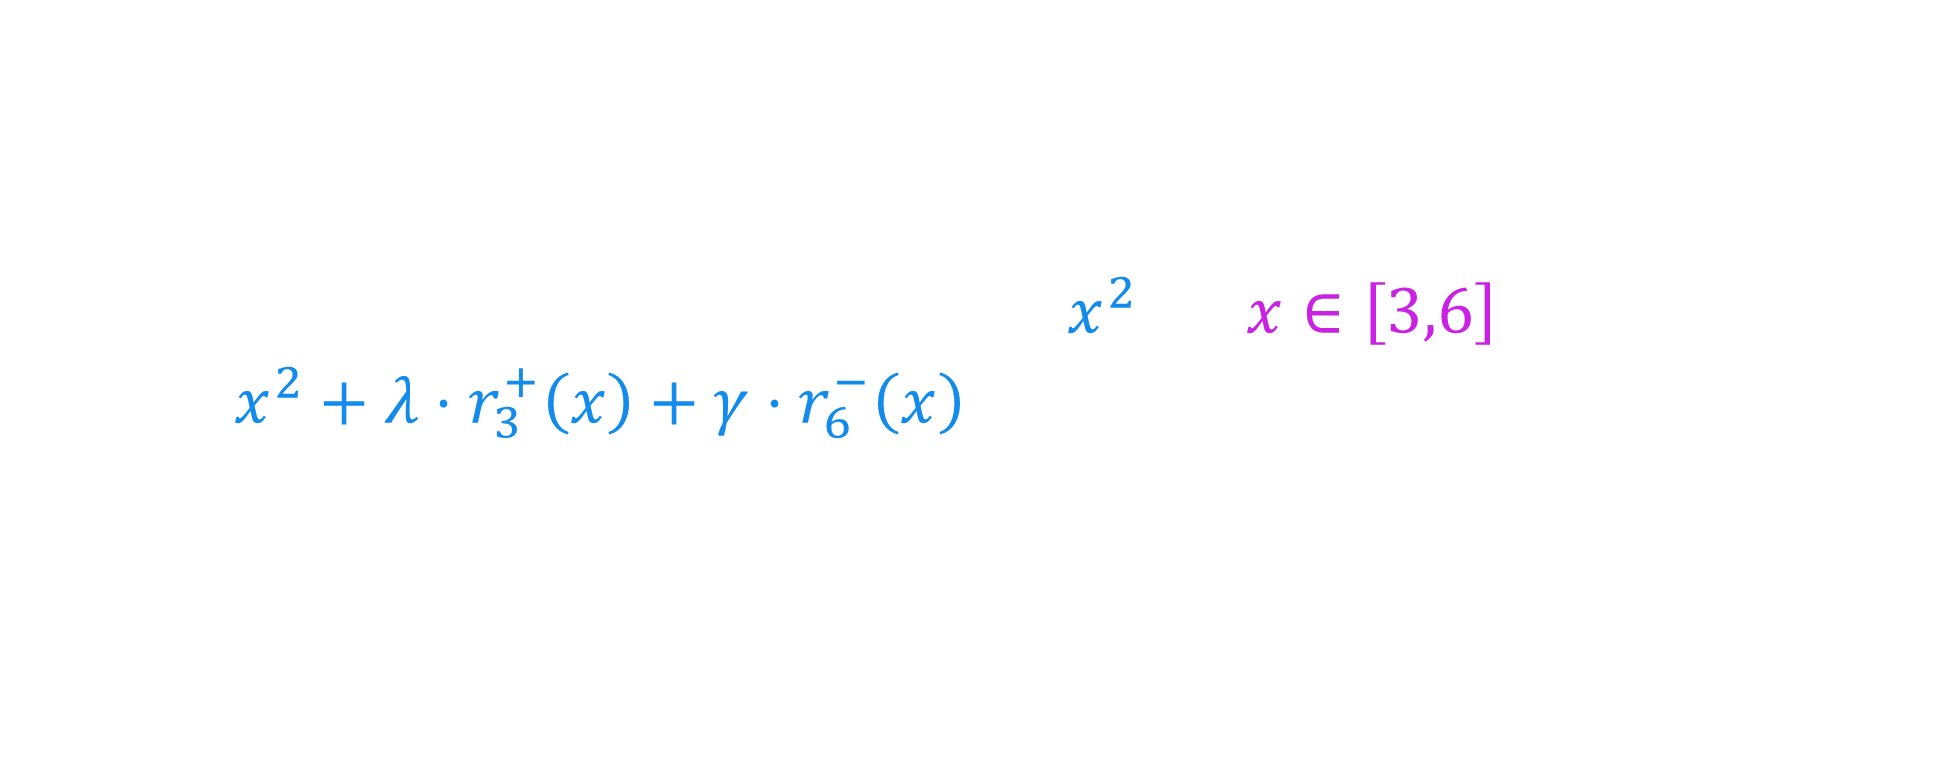 x² x ∈ [3,6]
x² + λ · r₃⁺(x) + γ · r₆⁻(x)